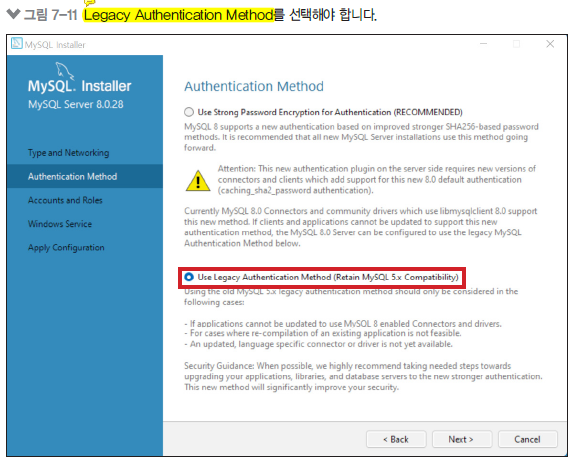 그림 7-11 Legacy Authentication Method를 선택해야 합니다.
MySQL Installer
MySQL. Installer
MySQL Server 8.0.28
Type and Networking
Authentication Method
Accounts and Roles
Windows Service
Apply Configuration
Authentication Method
Use Strong Password Encryption for Authentication (RECOMMENDED)
MySQL 8 supports a new authentication based on improved stronger SHA256-based password
methods. It is recommended that all new MySQL Server installations use this method going
forward.
Attention: This new authentication plugin on the server side requires new versions of
connectors and clients which add support for this new 8.0 default authentication
(caching_sha2_password authentication).
Currently MySQL 8.0 Connectors and community drivers which use libmysqlclient 8.0 support
this new method. If clients and applications cannot be updated to support this new
authentication method, the MySQL 8.0 Server can be configured to use the legacy MySQL
Authentication Method below.
Use Legacy Authentication Method (Retain MySQL 5.x Compatibility)
Using the old MySQL 5.x legacy authentication method should only be considered in the
following cases:
- If applications cannot be updated to use MySQL 8 enabled Connectors and drivers.
- For cases where re-compilation of an existing application is not feasible.
- An updated, language specific connector or driver is not yet available.
Security Guidance: When possible, we highly recommend taking needed steps towards
upgrading your applications, libraries, and database servers to the new stronger authentication.
This new method will significantly improve your security.
< Back
Next >
Cancel